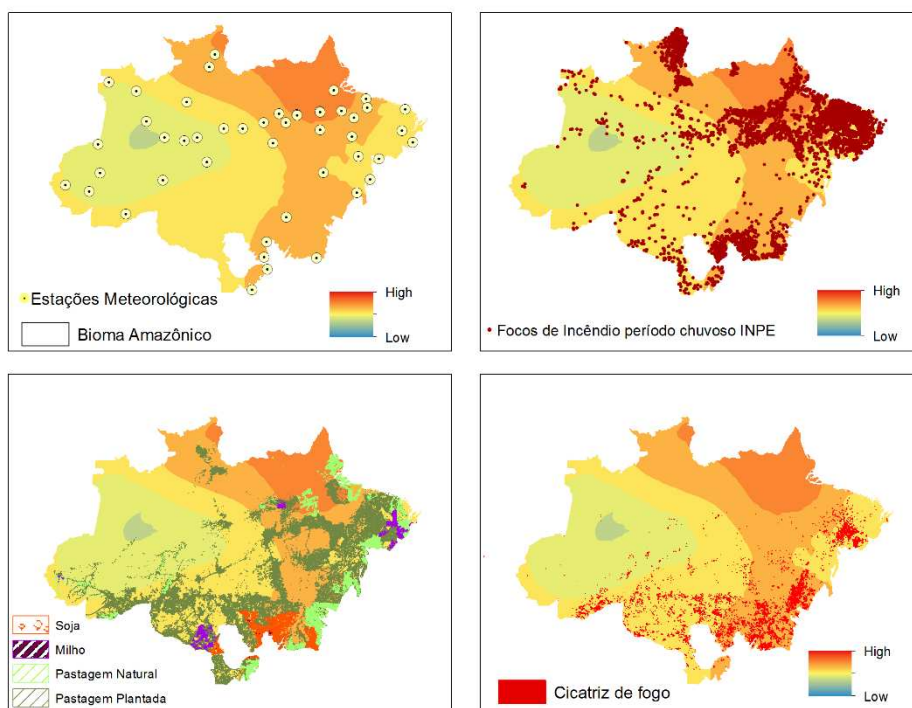 Estações Meteorológicas
Bioma Amazônico
High
Low
Focos de Incêndio período chuvoso INPE
High
Low
Soja
Milho
Pastagem Natural
Pastagem Plantada
Cicatriz de fogo
High
Low